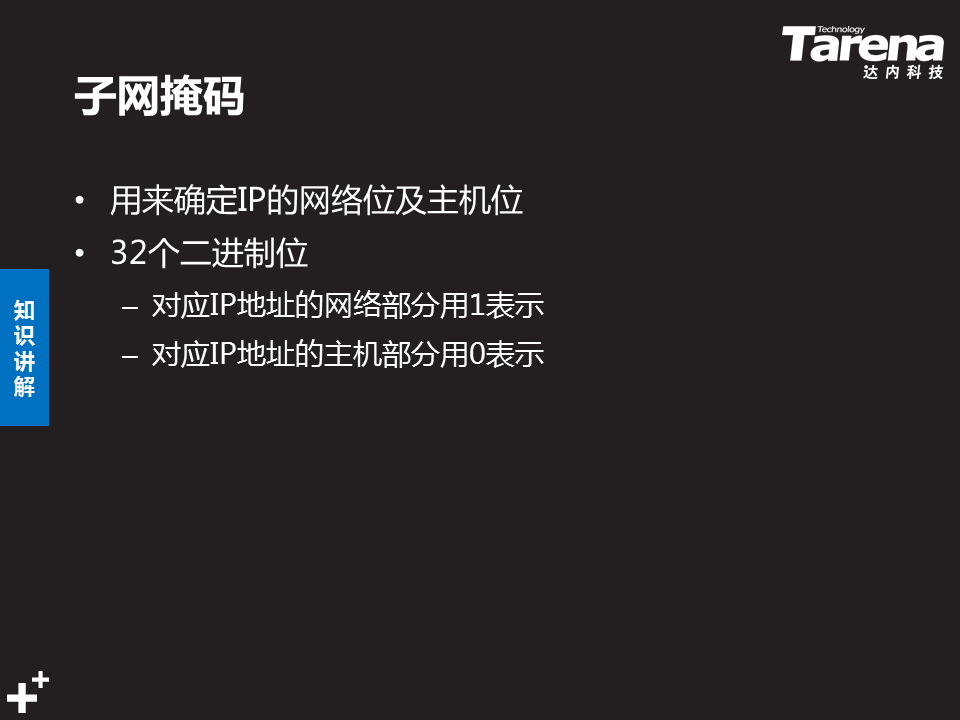 Technology
Tarena
达内科技
子网掩码
• 用来确定IP的网络位及主机位
• 32个二进制位
– 对应IP地址的网络部分用1表示
– 对应IP地址的主机部分用0表示
知
识
讲
解